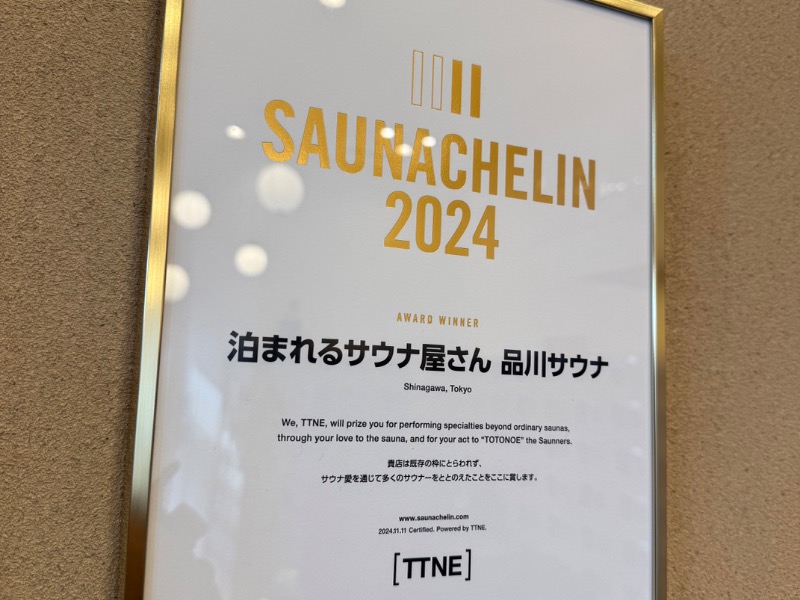 SAUNACHELIN
2024
AWARD WINNER
泊まれるサウナ屋さん 品川サウナ
Shinagawa, Tokyo
We, TTNE, will prize you for performing specialties beyond ordinary saunas,
through your love to the sauna, and for your act to “TOTONOE” the Saunners.
貴店は既存の枠にとらわれず、
サウナ愛を通じて多くのサウナーをととのえたことをここに賞します。
www.saunachelin.com
2024.11.11 Certified. Powered by TTNE.
[TTNE]